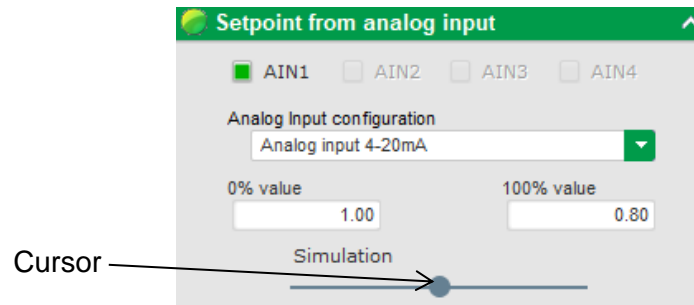 Setpoint from analog input
AIN1 AIN2 AIN3 AIN4
Analog Input configuration
Analog input 4-20mA
0% value 100% value
1.00 0.80
Simulation
Cursor